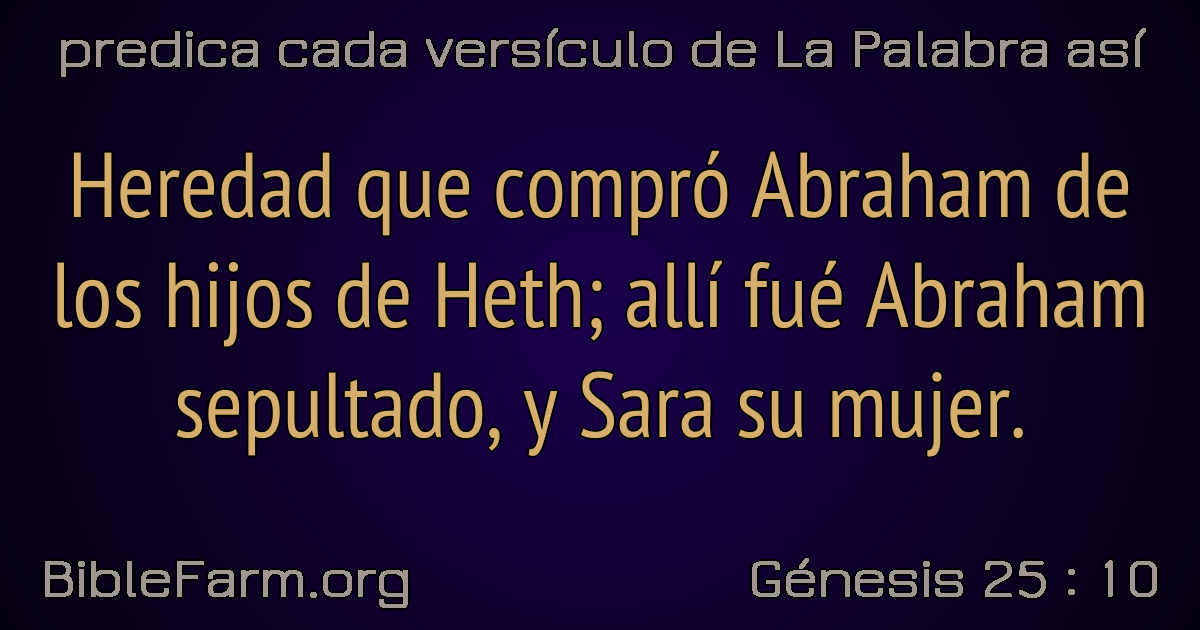 predica cada versículo de La Palabra así
Heredad que compró Abraham de
los hijos de Heth; allí fué Abraham
sepultado, y Sara su mujer.
BibleFarm.org
Génesis 25 : 10